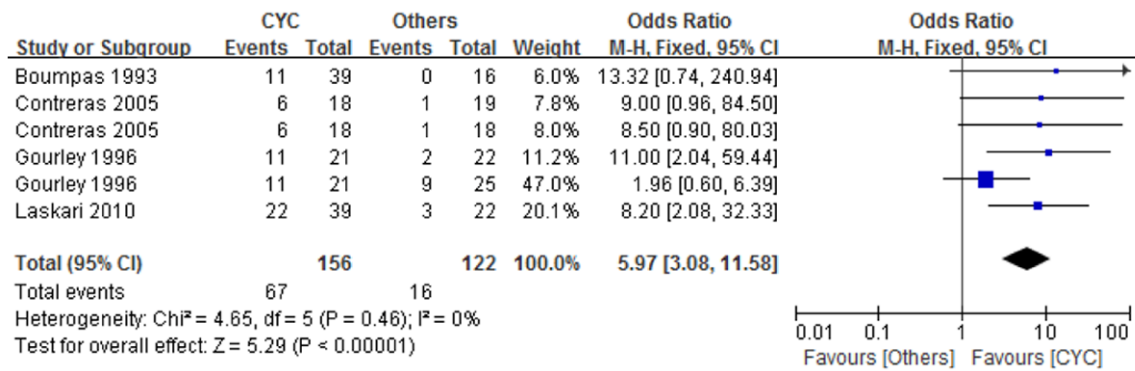 CYC Others Odds Ratio Odds Ratio
Study or Subgroup Events Total Events Total Weight M-H, Fixed, 95% CI M-H, Fixed, 95% CI
Boumpas 1993 11 39 0 16 6.0% 13.32 [0.74, 240.94]
Contreras 2005 6 18 1 19 7.8% 9.00 [0.96, 84.50]
Contreras 2005 6 18 1 18 8.0% 8.50 [0.90, 80.03]
Gourley 1996 11 21 2 22 11.2% 11.00 [2.04, 59.44]
Gourley 1996 11 21 9 25 47.0% 1.96 [0.60, 6.39]
Laskari 2010 22 39 3 22 20.1% 8.20 [2.08, 32.33]
Total (95% CI) 156 122 100.0% 5.97 [3.08, 11.58]
Total events 67 16
Heterogeneity: Chi² = 4.65, df = 5 (P = 0.46); I² = 0%
Test for overall effect: Z = 5.29 (P < 0.00001)
0.01 0.1 1 10 100
Favours [Others] Favours [CYC]